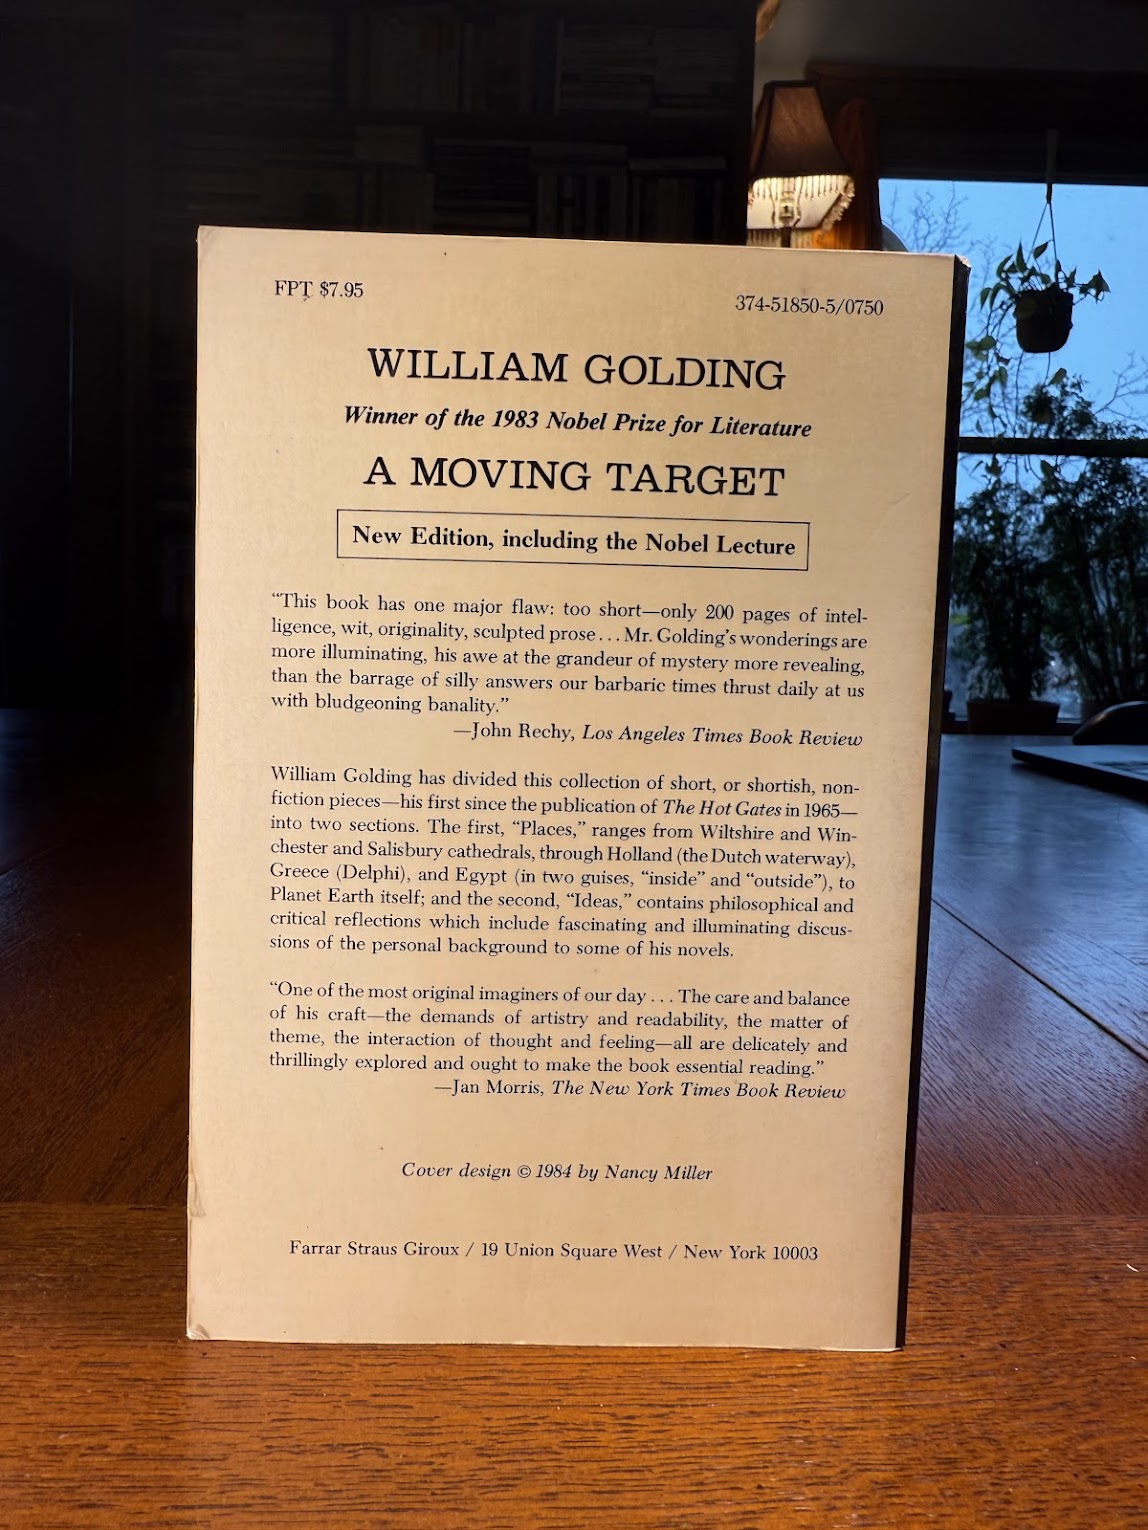 FPT $7.95
374-51850-5/0750
WILLIAM GOLDING
Winner of the 1983 Nobel Prize for Literature
A MOVING TARGET
New Edition, including the Nobel Lecture
“This book has one major flaw: too short—only 200 pages of intel-
ligence, wit, originality, sculpted prose . . . Mr. Golding’s wonderings are
more illuminating, his awe at the grandeur of mystery more revealing,
than the barrage of silly answers our barbaric times thrust daily at us
with bludgeoning banality.”
—John Rechy, Los Angeles Times Book Review
William Golding has divided this collection of short, or shortish, non-
fiction pieces—his first since the publication of The Hot Gates in 1965—
into two sections. The first, “Places,” ranges from Wiltshire and Win-
chester and Salisbury cathedrals, through Holland (the Dutch waterway),
Greece (Delphi), and Egypt (in two guises, “inside” and “outside”), to
Planet Earth itself; and the second, “Ideas,” contains philosophical and
critical reflections which include fascinating and illuminating discus-
sions of the personal background to some of his novels.
“One of the most original imaginers of our day . . . The care and balance
of his craft—the demands of artistry and readability, the matter of
theme, the interaction of thought and feeling—all are delicately and
thrillingly explored and ought to make the book essential reading.”
—Jan Morris, The New York Times Book Review
Cover design © 1984 by Nancy Miller
Farrar Straus Giroux / 19 Union Square West / New York 10003